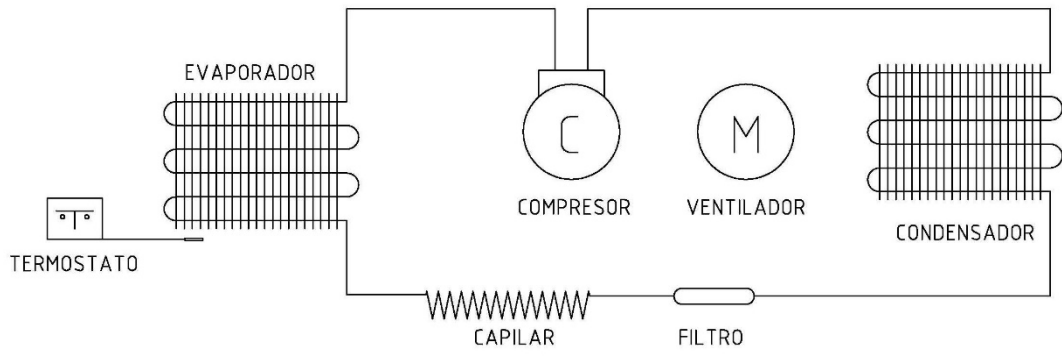 EVAPORADOR
C
M
COMPRESOR
VENTILADOR
CONDENSADOR
TERMOSTATO
CAPILAR
FILTRO